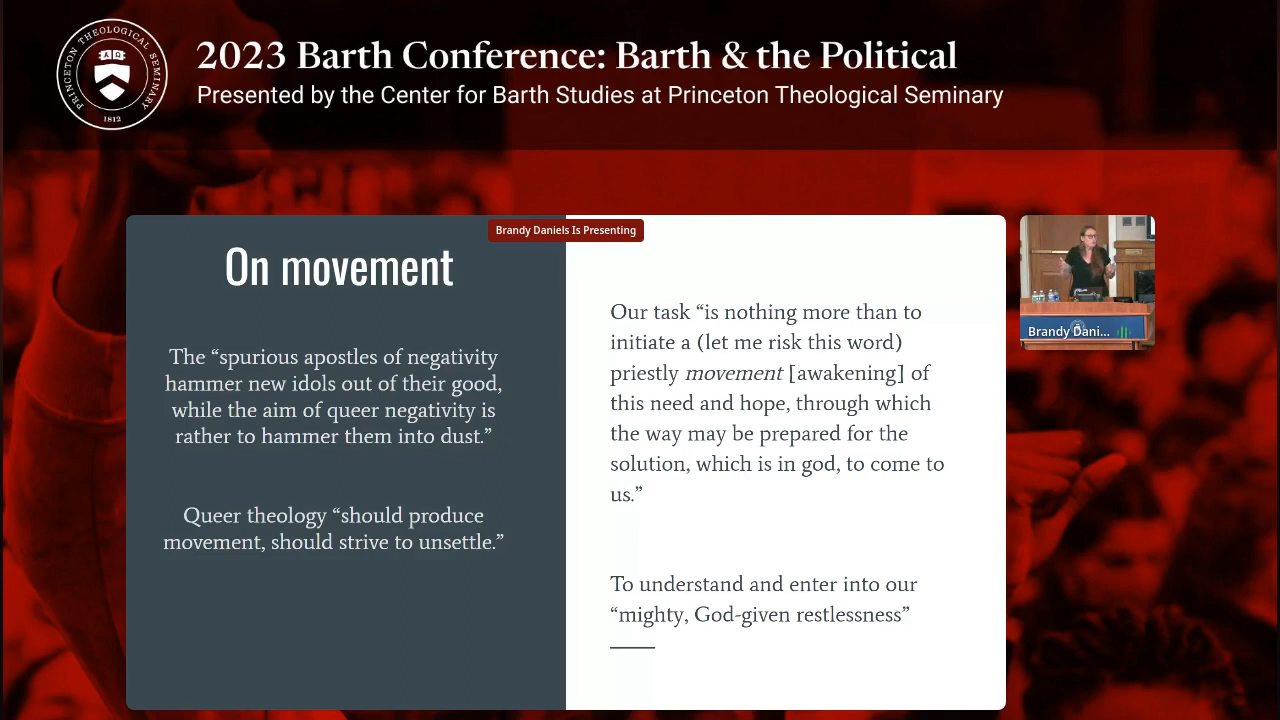 PRINCETON THEOLOGICAL SEMINARY
1812
2023 Barth Conference: Barth & the Political
Presented by the Center for Barth Studies at Princeton Theological Seminary
Brandy Daniels Is Presenting
On movement
The “spurious apostles of negativity
hammer new idols out of their good,
while the aim of queer negativity is
rather to hammer them into dust.”
Queer theology “should produce
movement, should strive to unsettle.”
Our task “is nothing more than to
initiate a (let me risk this word)
priestly movement [awakening] of
this need and hope, through which
the way may be prepared for the
solution, which is in god, to come to
us.”
To understand and enter into our
“mighty, God-given restlessness”
Brandy Dani...